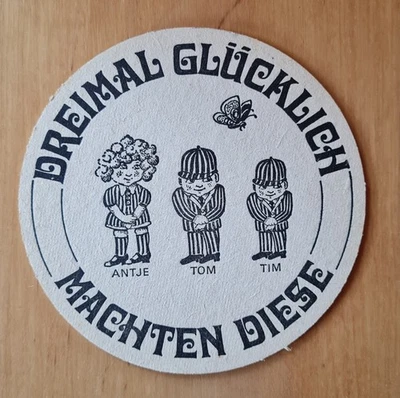 DREIMAL GLÜCKLICH
ANTJE TOM TIM
MACHTEN DIESE